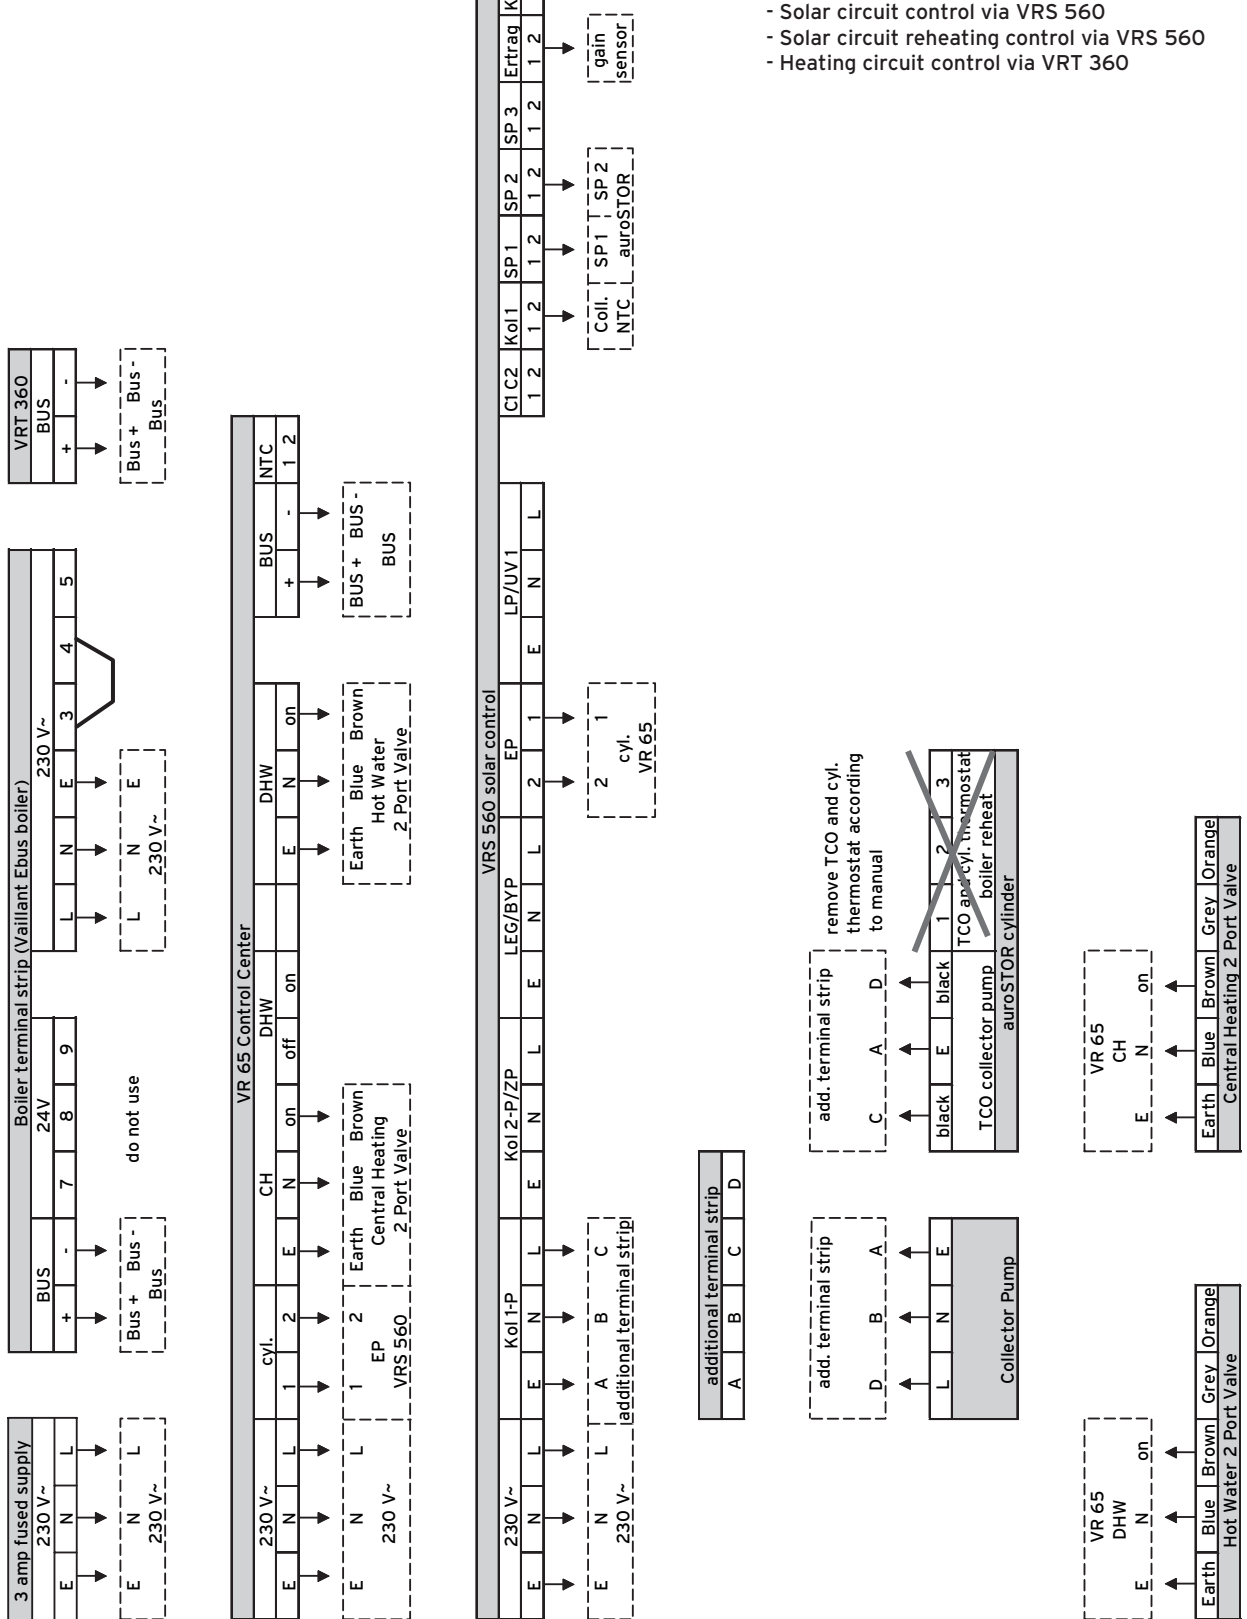 - Solar circuit control via VRS 560
- Solar circuit reheating control via VRS 560
- Heating circuit control via VRT 360
3 amp fused supply
230 V~
E N L
E N L
230 V~
Boiler terminal strip (Vaillant Ebus boiler)
BUS 24V 230 V~
+ - 7 8 9 L N E 3 4 5
Bus + Bus -
Bus
do not use
L N E
230 V~
VRT 360
BUS
+ -
Bus + Bus -
Bus
VR 65 Control Center
230 V~ cyl. CH DHW DHW BUS NTC
E N L 1 2 E N on off on E N on + - 1 2
E N L
230 V~
1 2
EP
VRS 560
Earth Blue Brown
Central Heating
2 Port Valve
Earth Blue Brown
Hot Water
2 Port Valve
BUS + BUS -
BUS
VRS 560 solar control
230 V~ Kol 1-P Kol 2-P/ZP LEG/BYP EP LP/UV 1 C1 C2 Kol 1 SP 1 SP 2 SP 3 Ertrag K
E N L E N L E N L E N L 2 1 E N L 1 2 1 2 1 2 1 2 1 2 1 2
E N L
230 V~
A B C
additional terminal strip
2 1
cyl.
VR 65
Coll.
NTC
SP 1 SP 2
auroSTOR
gain
sensor
additional terminal strip
A B C D
add. terminal strip
D B A
L N E
Collector Pump
add. terminal strip
C A D
black E black 1 2 3
TCO collector pump
TCO and cyl. thermostat
boiler reheat
auroSTOR cylinder
remove TCO and cyl.
thermostat according
to manual
VR 65
DHW
E N on
Earth Blue Brown Grey Orange
Hot Water 2 Port Valve
VR 65
CH
E N on
Earth Blue Brown Grey Orange
Central Heating 2 Port Valve